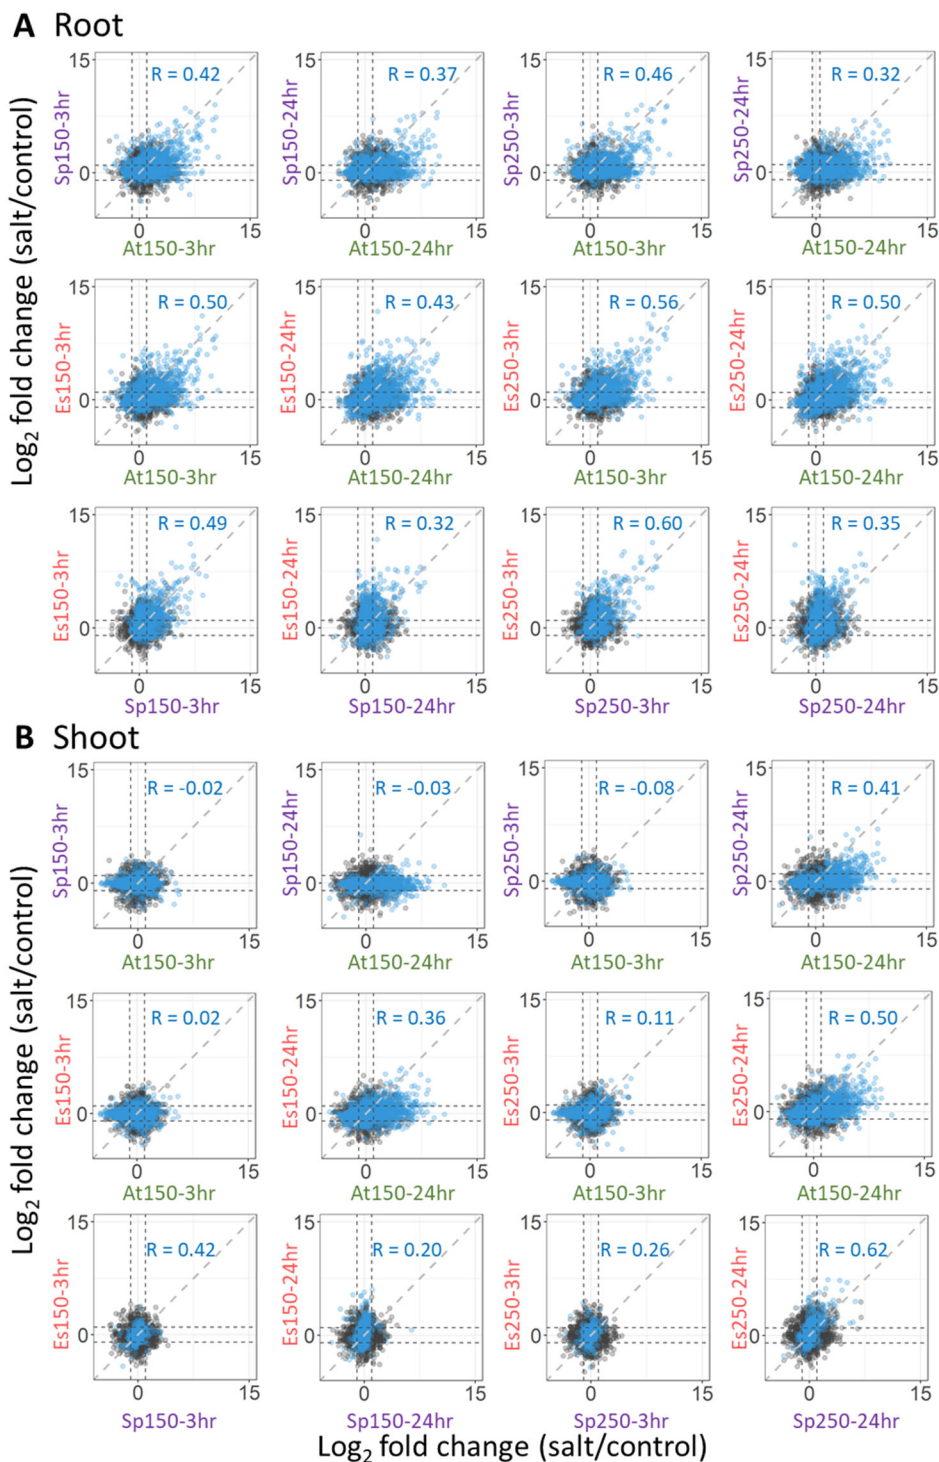 A Root
Log2 fold change (salt/control)
15
0
Sp150-3hr
R = 0.42
0
15
At150-3hr
15
0
Sp150-24hr
R = 0.37
0
15
At150-24hr
15
0
Sp250-3hr
R = 0.46
0
15
At150-3hr
15
0
Sp250-24hr
R = 0.32
0
15
At150-24hr
15
0
Es150-3hr
R = 0.50
0
15
At150-3hr
15
0
Es150-24hr
R = 0.43
0
15
At150-24hr
15
0
Es250-3hr
R = 0.56
0
15
At150-3hr
15
0
Es250-24hr
R = 0.50
0
15
At150-24hr
15
0
Es150-3hr
R = 0.49
0
15
Sp150-3hr
15
0
Es150-24hr
R = 0.32
0
15
Sp150-24hr
15
0
Es250-3hr
R = 0.60
0
15
Sp250-3hr
15
0
Es250-24hr
R = 0.35
0
15
Sp250-24hr
B Shoot
Log2 fold change (salt/control)
15
0
Sp150-3hr
R = -0.02
0
15
At150-3hr
15
0
Sp150-24hr
R = -0.03
0
15
At150-24hr
15
0
Sp250-3hr
R = -0.08
0
15
At150-3hr
15
0
Sp250-24hr
R = 0.41
0
15
At150-24hr
15
0
Es150-3hr
R = 0.02
0
15
At150-3hr
15
0
Es150-24hr
R = 0.36
0
15
At150-24hr
15
0
Es250-3hr
R = 0.11
0
15
At150-3hr
15
0
Es250-24hr
R = 0.50
0
15
At150-24hr
15
0
Es150-3hr
R = 0.42
0
15
Sp150-3hr
15
0
Es150-24hr
R = 0.20
0
15
Sp150-24hr
15
0
Es250-3hr
R = 0.26
0
15
Sp250-3hr
15
0
Es250-24hr
R = 0.62
0
15
Sp250-24hr
Log2 fold change (salt/control)